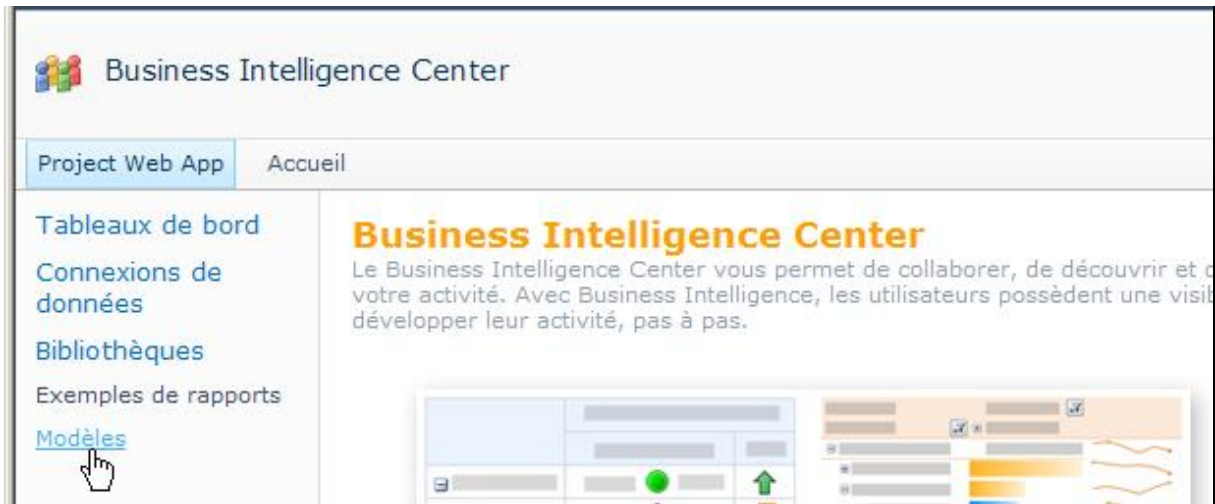 Business Intelligence Center
Project Web App Accueil
Tableaux de bord
Connexions de
données
Bibliothèques
Exemples de rapports
Modèles
Business Intelligence Center
Le Business Intelligence Center vous permet de collaborer, de découvrir et
votre activité. Avec Business Intelligence, les utilisateurs possèdent une
développer leur activité, pas à pas.